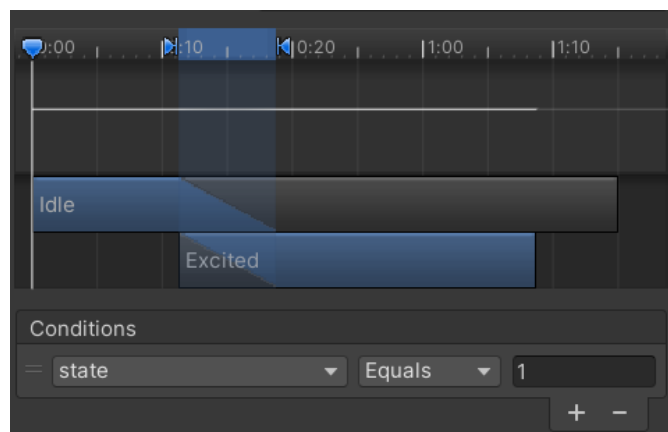 0:00 0:10 0:20 1:00 1:10
Idle
Excited
Conditions
state Equals 1
+ -